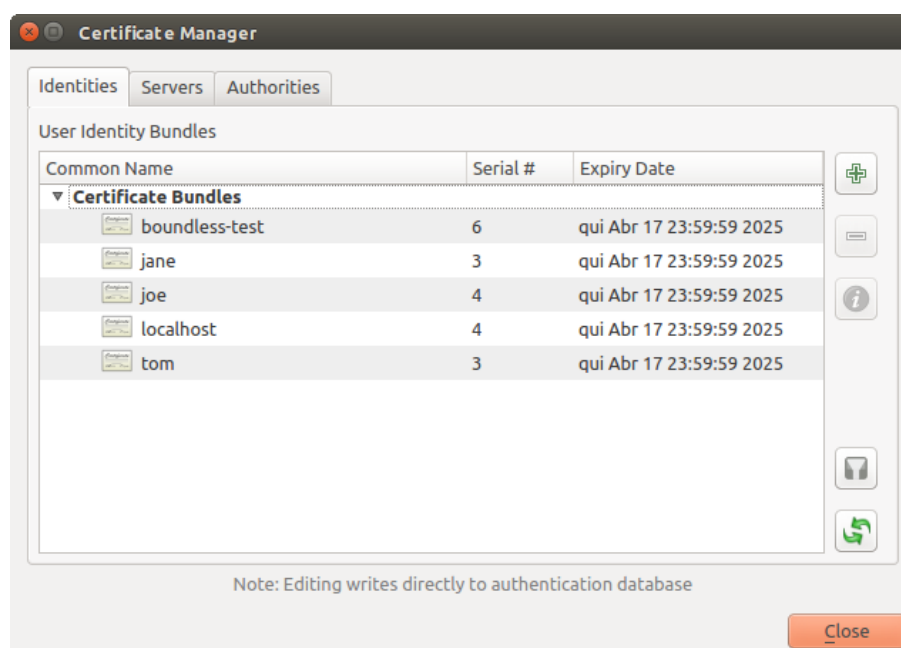 Certificate Manager
Identities Servers Authorities
User Identity Bundles
Common Name Serial # Expiry Date
Certificate Bundles
boundless-test 6 qui Abr 17 23:59:59 2025
jane 3 qui Abr 17 23:59:59 2025
joe 4 qui Abr 17 23:59:59 2025
localhost 4 qui Abr 17 23:59:59 2025
tom 3 qui Abr 17 23:59:59 2025
Note: Editing writes directly to authentication database
Close